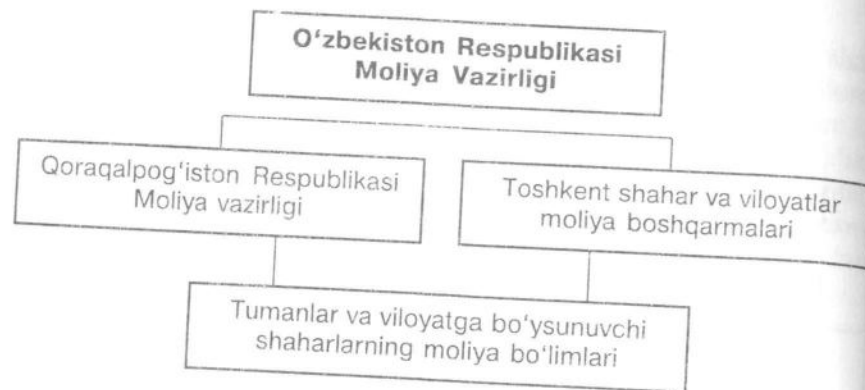 O‘zbekiston Respublikasi
Moliya Vazirligi
Qoraqalpog‘iston Respublikasi
Moliya vazirligi
Toshkent shahar va viloyatlar
moliya boshqarmalari
Tumanlar va viloyatga bo‘ysunuvchi
shaharlarning moliya bo‘limlari